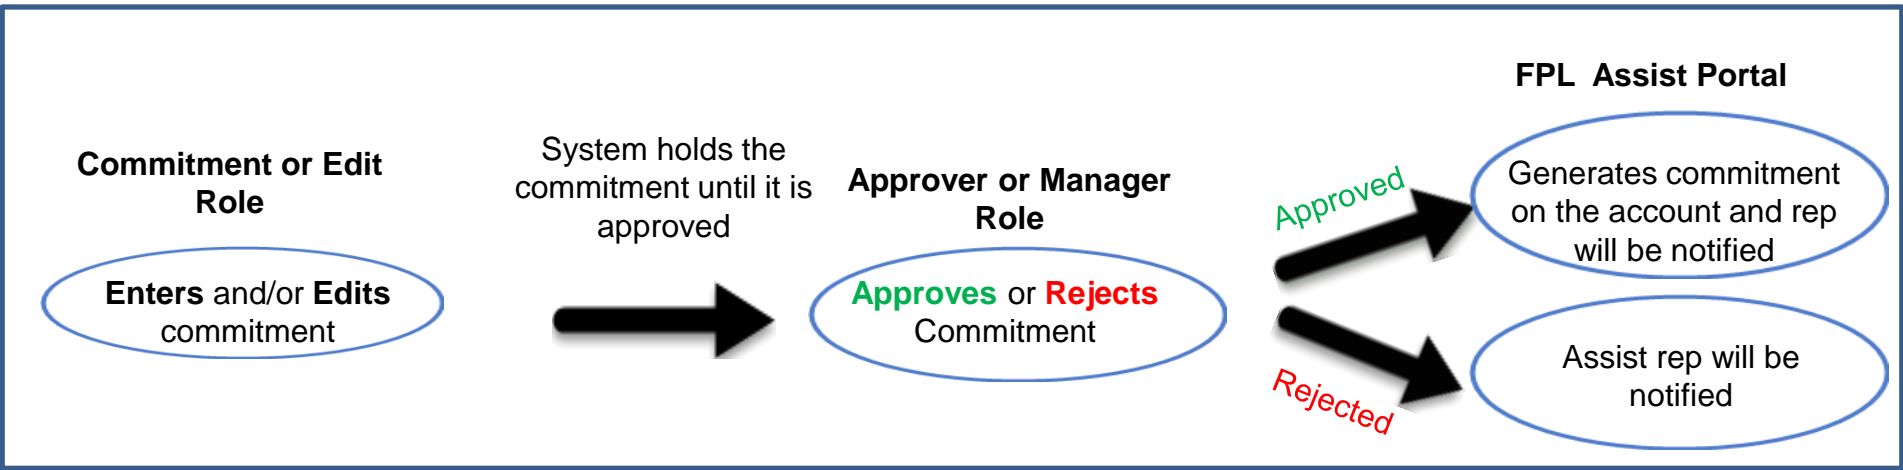 Commitment or Edit
Role
Enters and/or Edits
commitment
System holds the
commitment until it is
approved
Approver or Manager
Role
Approves or Rejects
Commitment
Approved
Rejected
FPL Assist Portal
Generates commitment
on the account and rep
will be notified
Assist rep will be
notified